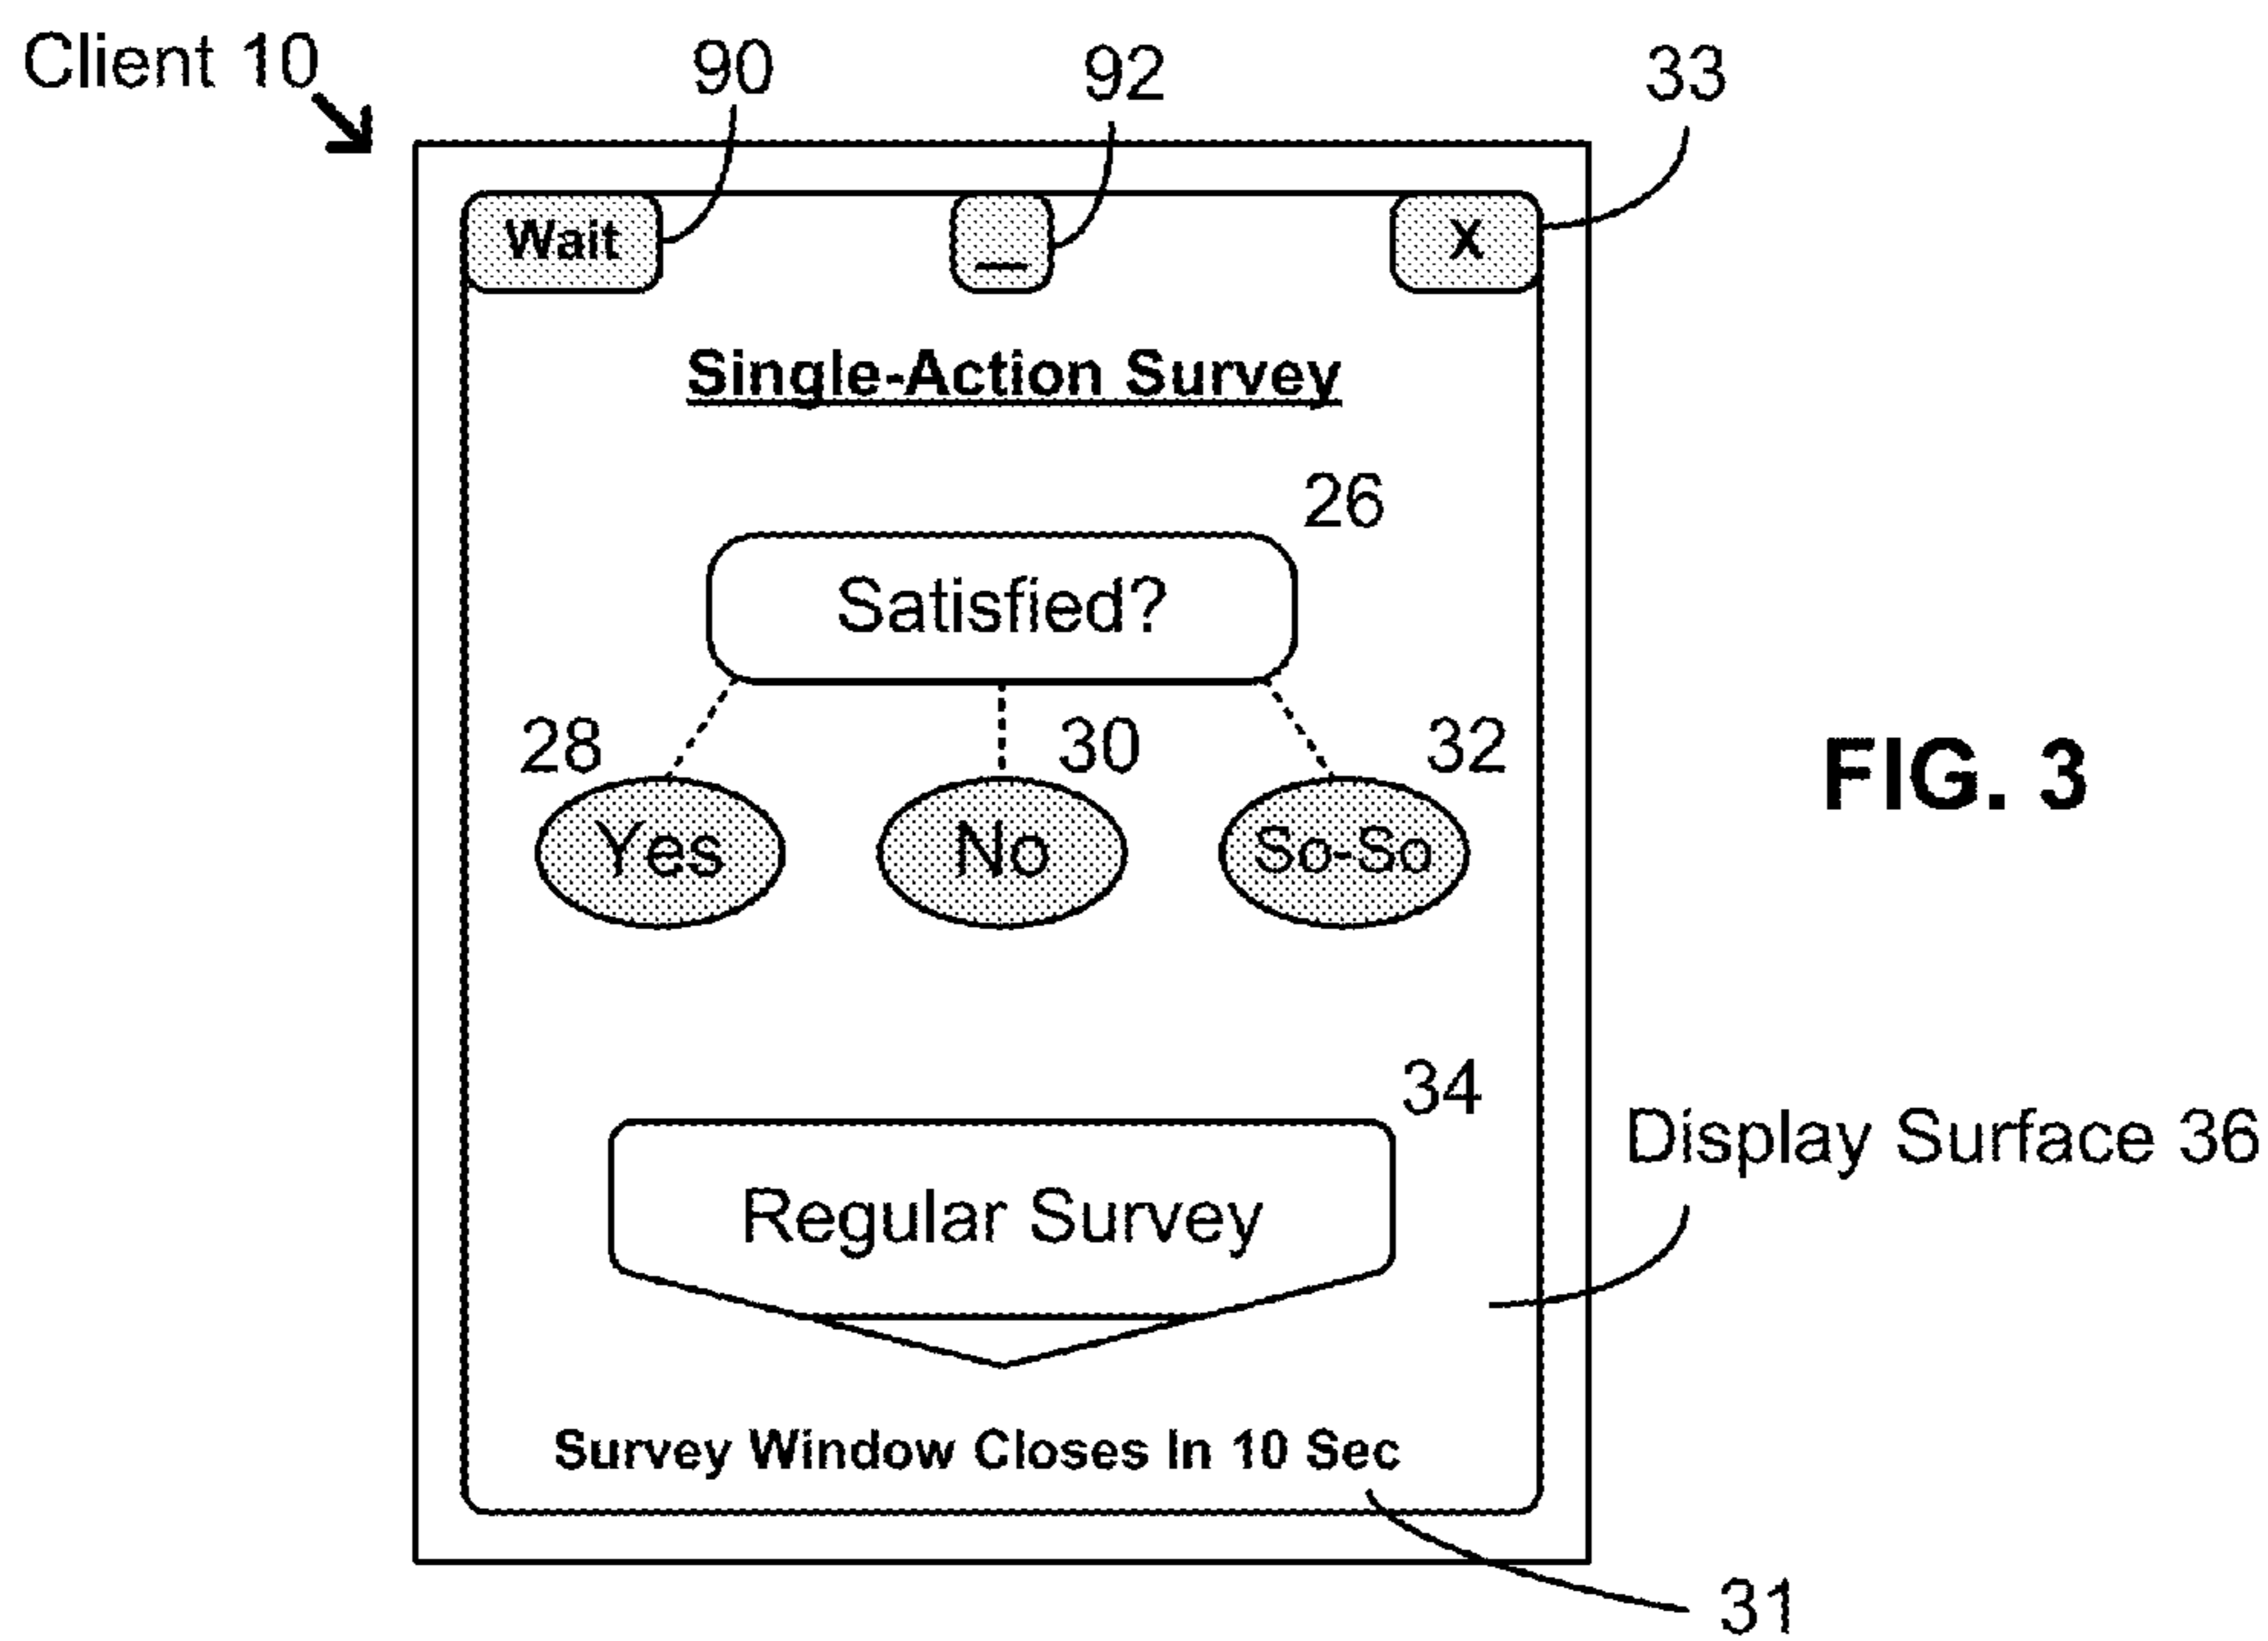 Client 10
90
92
33
Wait
_
X
Single-Action Survey
26
Satisfied?
28
30
32
Yes
No
So-So
FIG. 3
34
Display Surface 36
Regular Survey
Survey Window Closes In 10 Sec
31